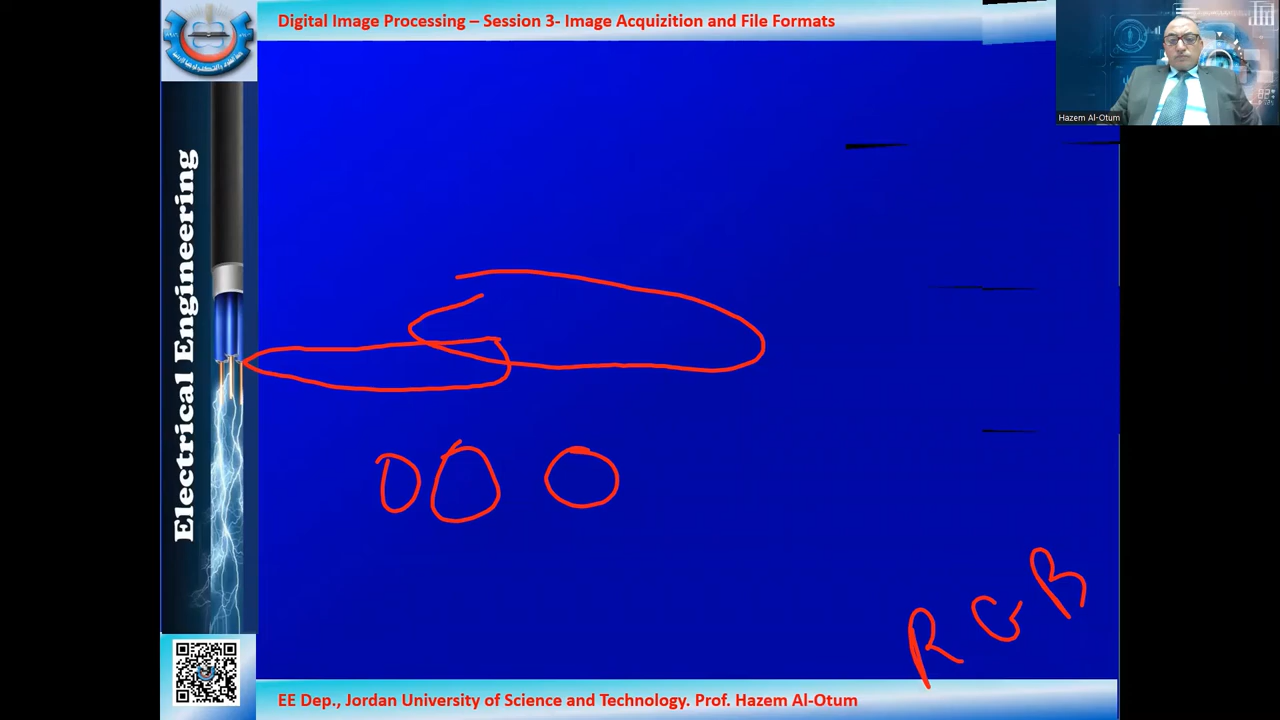 Digital Image Processing – Session 3- Image Acquizition and File Formats
Hazem Al-Otum
Electrical Engineering
R G B
EE Dep., Jordan University of Science and Technology. Prof. Hazem Al-Otum